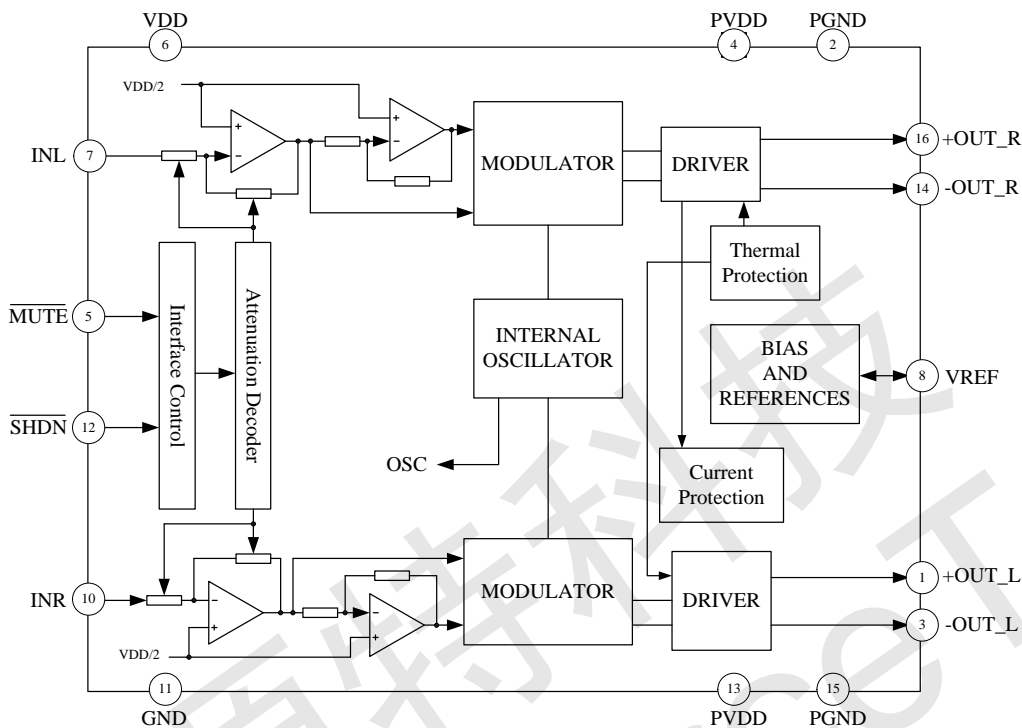 VDD
PVDD
PGND
6
4
2
VDD/2
+
−
+
−
INL
7
MODULATOR
DRIVER
16
+OUT_R
14
-OUT_R
Thermal
Protection
MUTE
5
Interface Control
Attenuation Decoder
INTERNAL
OSCILLATOR
BIAS
AND
REFERENCES
8
VREF
SHDN
12
OSC
Current
Protection
INR
10
−
+
−
+
MODULATOR
DRIVER
1
+OUT_L
3
-OUT_L
VDD/2
11
13
15
GND
PVDD
PGND
科技